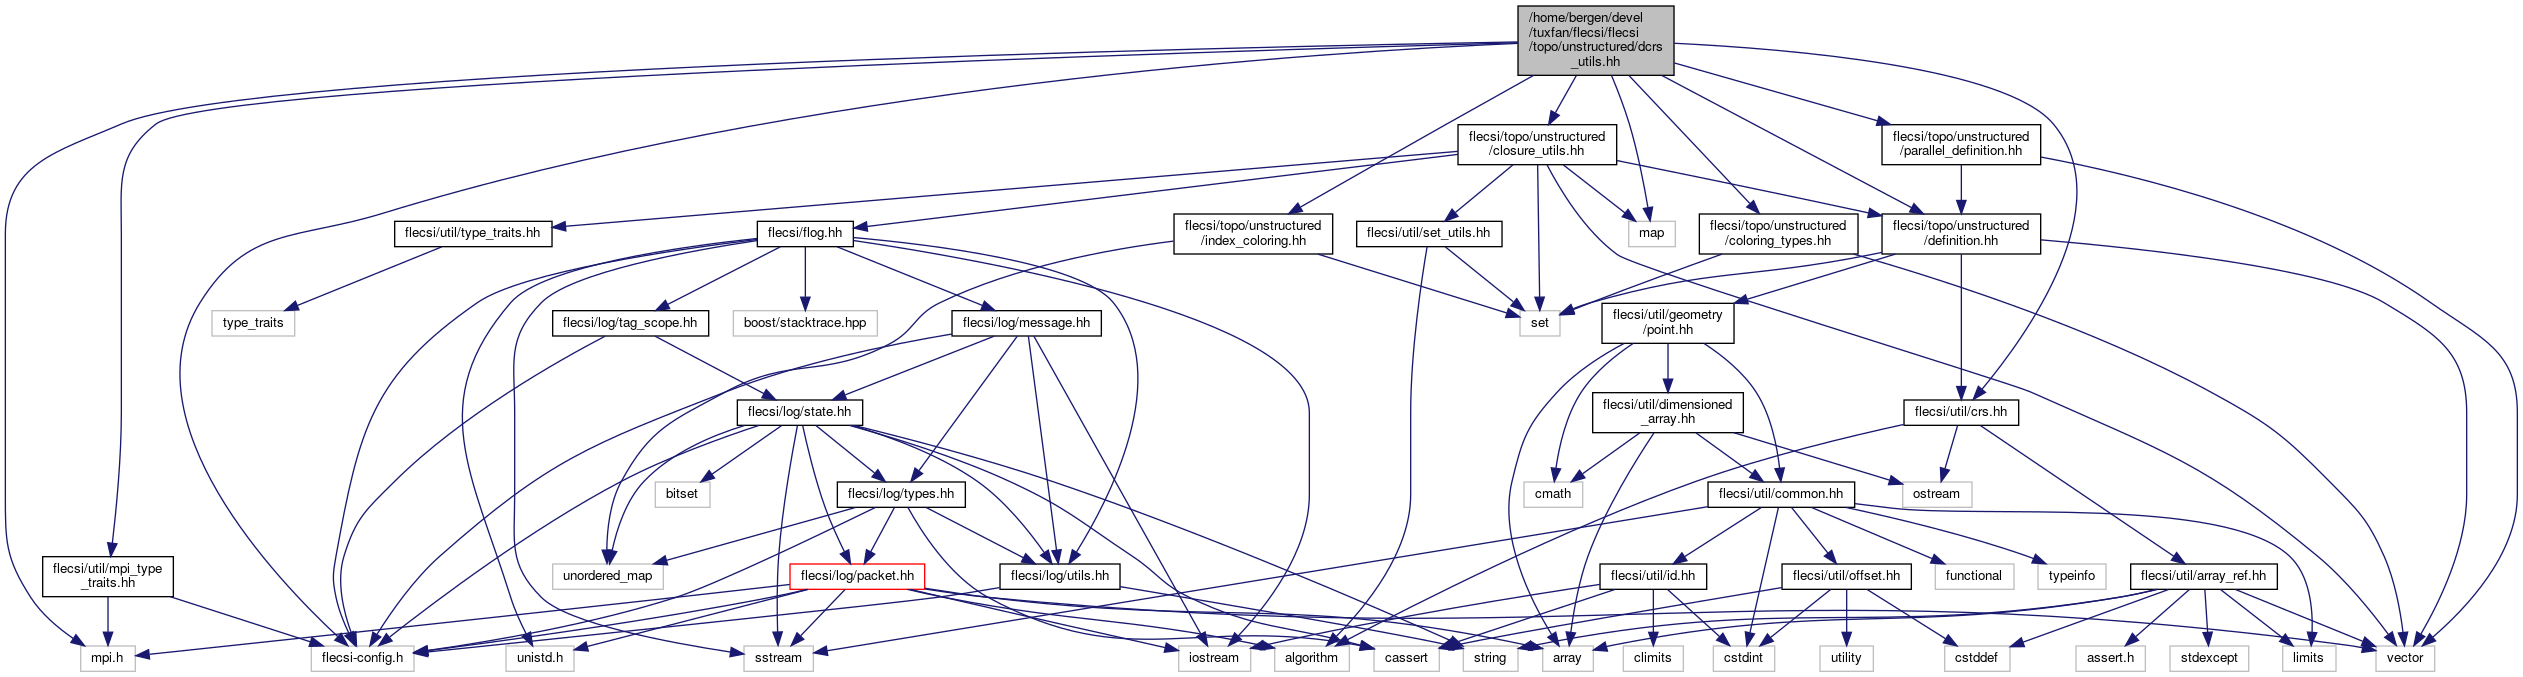 /home/bergen/devel
/tuxfan/flecsi/flecsi
/topo/unstructured/dcrs
_utils.hh
flecsi/topo/unstructured
/closure_utils.hh
flecsi/topo/unstructured
/parallel_definition.hh
flecsi/util/type_traits.hh
flecsi/flog.hh
flecsi/topo/unstructured
/index_coloring.hh
flecsi/util/set_utils.hh
map
flecsi/topo/unstructured
/coloring_types.hh
flecsi/topo/unstructured
/definition.hh
type_traits
flecsi/log/tag_scope.hh
boost/stacktrace.hpp
flecsi/log/message.hh
set
flecsi/util/geometry
/point.hh
flecsi/log/state.hh
flecsi/util/dimensioned
_array.hh
flecsi/util/crs.hh
bitset
flecsi/log/types.hh
cmath
flecsi/util/common.hh
ostream
flecsi/util/mpi_type
_traits.hh
unordered_map
flecsi/log/packet.hh
flecsi/log/utils.hh
flecsi/util/id.hh
flecsi/util/offset.hh
functional
typeinfo
flecsi/util/array_ref.hh
mpi.h
flecsi-config.h
unistd.h
sstream
iostream
algorithm
cassert
string
array
climits
cstdint
utility
cstddef
assert.h
stdexcept
limits
vector